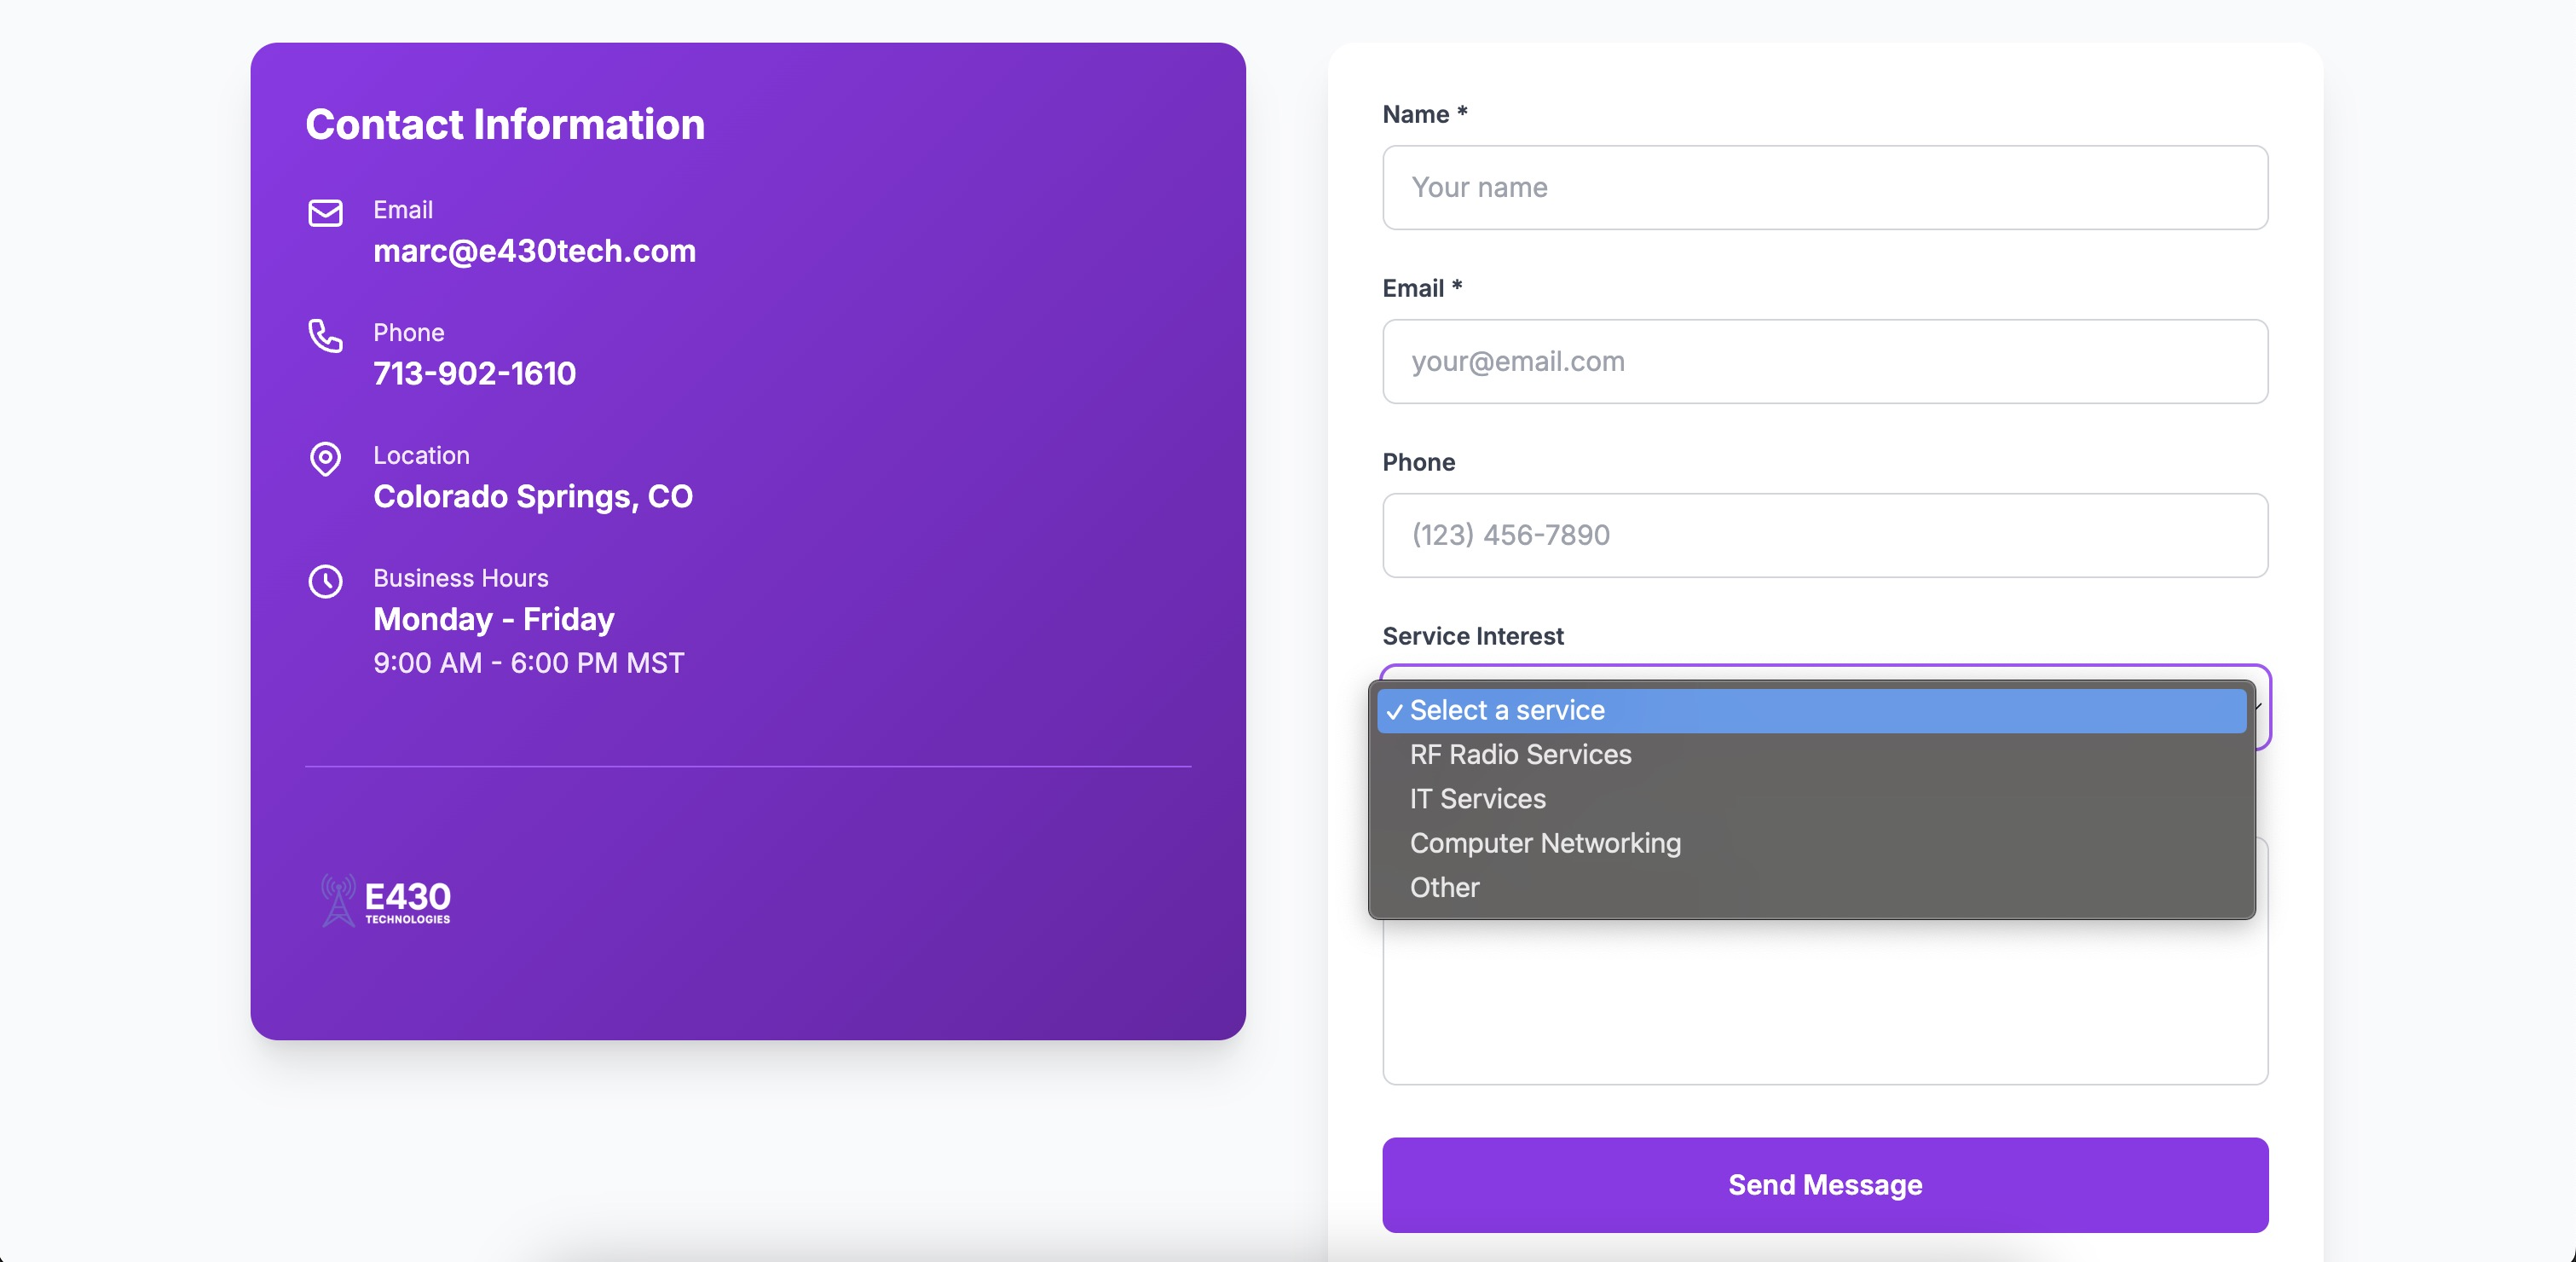 Contact Information
Email
marc@e430tech.com
Phone
713-902-1610
Location
Colorado Springs, CO
Business Hours
Monday - Friday
9:00 AM - 6:00 PM MST
E430
TECHNOLOGIES
Name *
Your name
Email *
your@email.com
Phone
(123) 456-7890
Service Interest
✓ Select a service
RF Radio Services
IT Services
Computer Networking
Other
Send Message